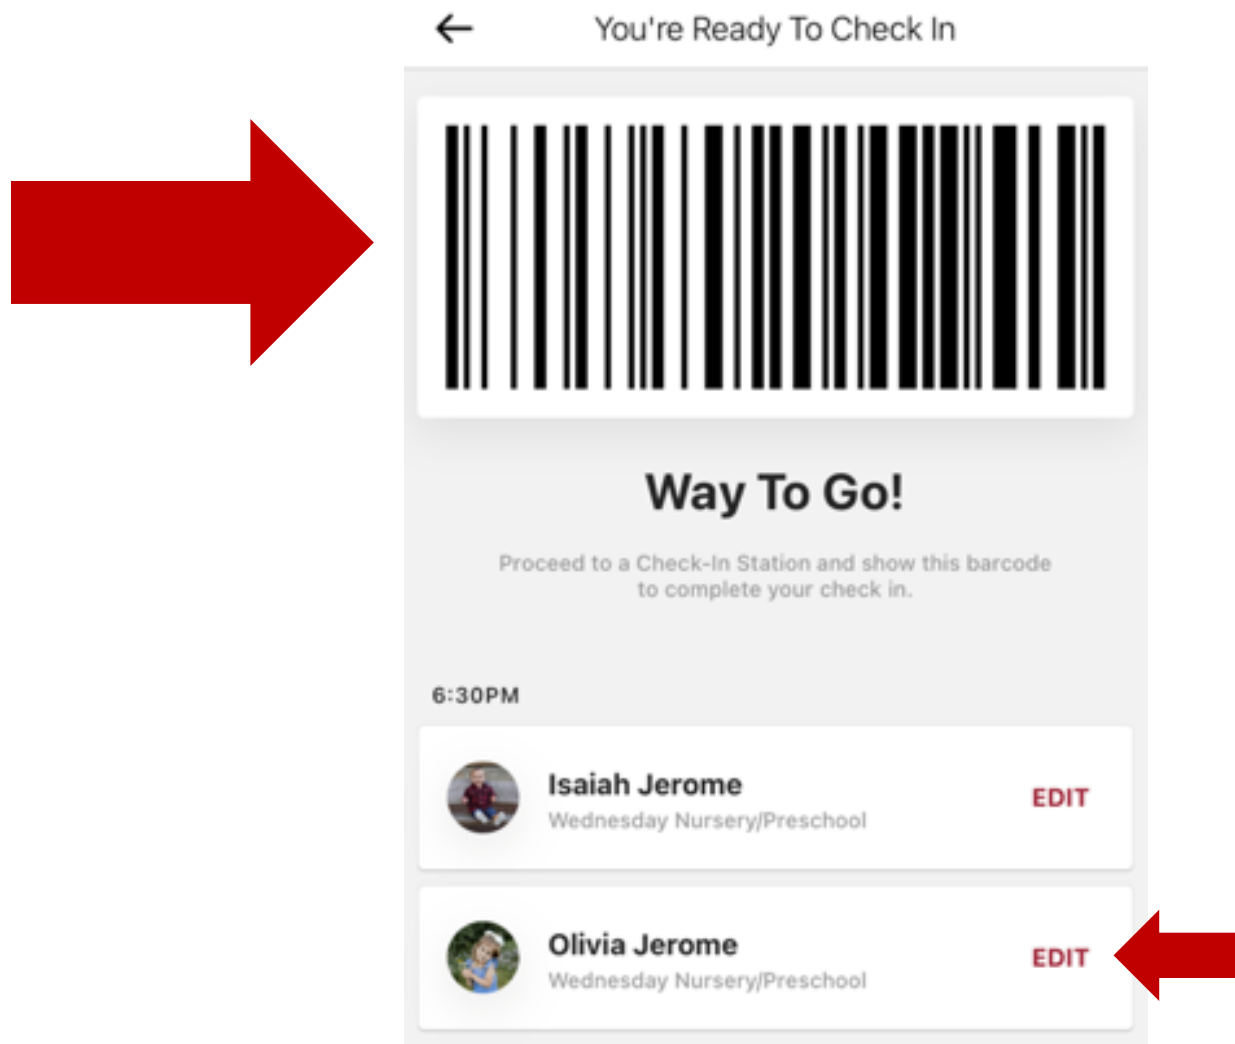 You're Ready To Check In
Way To Go!
Proceed to a Check-In Station and show this barcode
to complete your check in.
6:30PM
Isaiah Jerome
Wednesday Nursery/Preschool
EDIT
Olivia Jerome
Wednesday Nursery/Preschool
EDIT